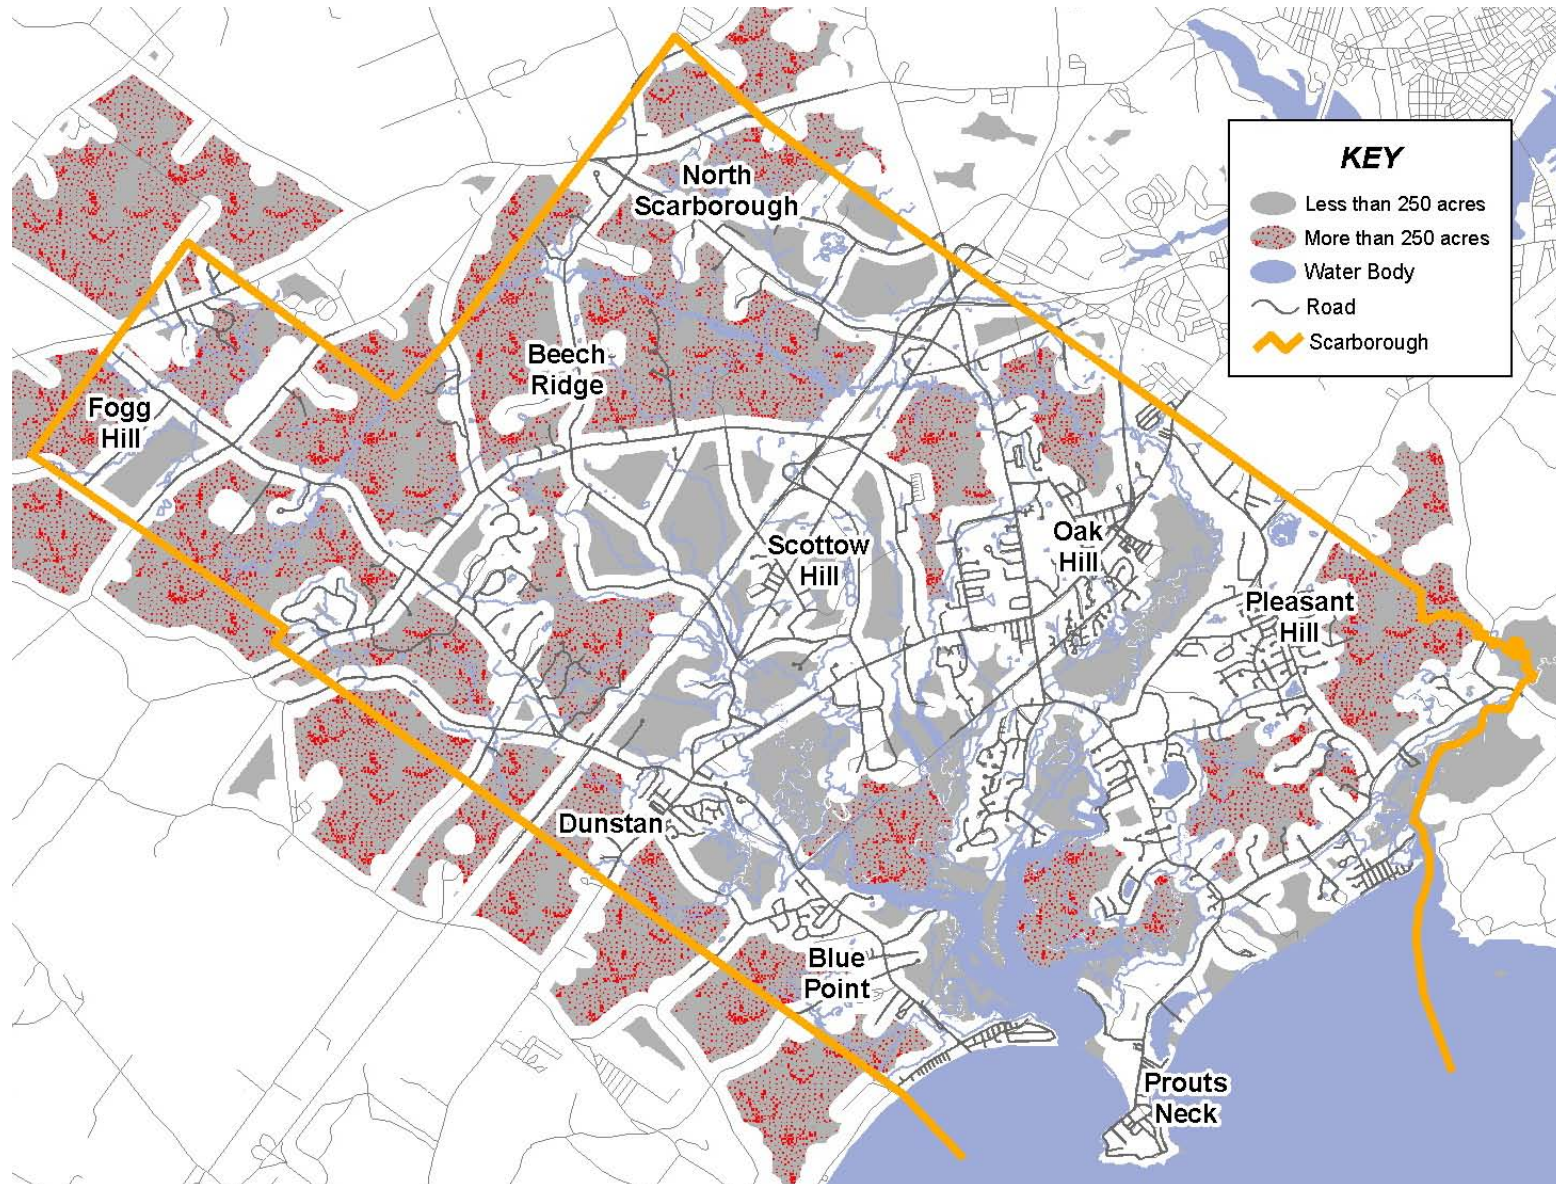 KEY
Less than 250 acres
More than 250 acres
Water Body
Road
Scarborough
North
Scarborough
Beech
Ridge
Fogg
Hill
Scottow
Hill
Oak
Hill
Pleasant
Hill
Dunstan
Blue
Point
Prouts
Neck